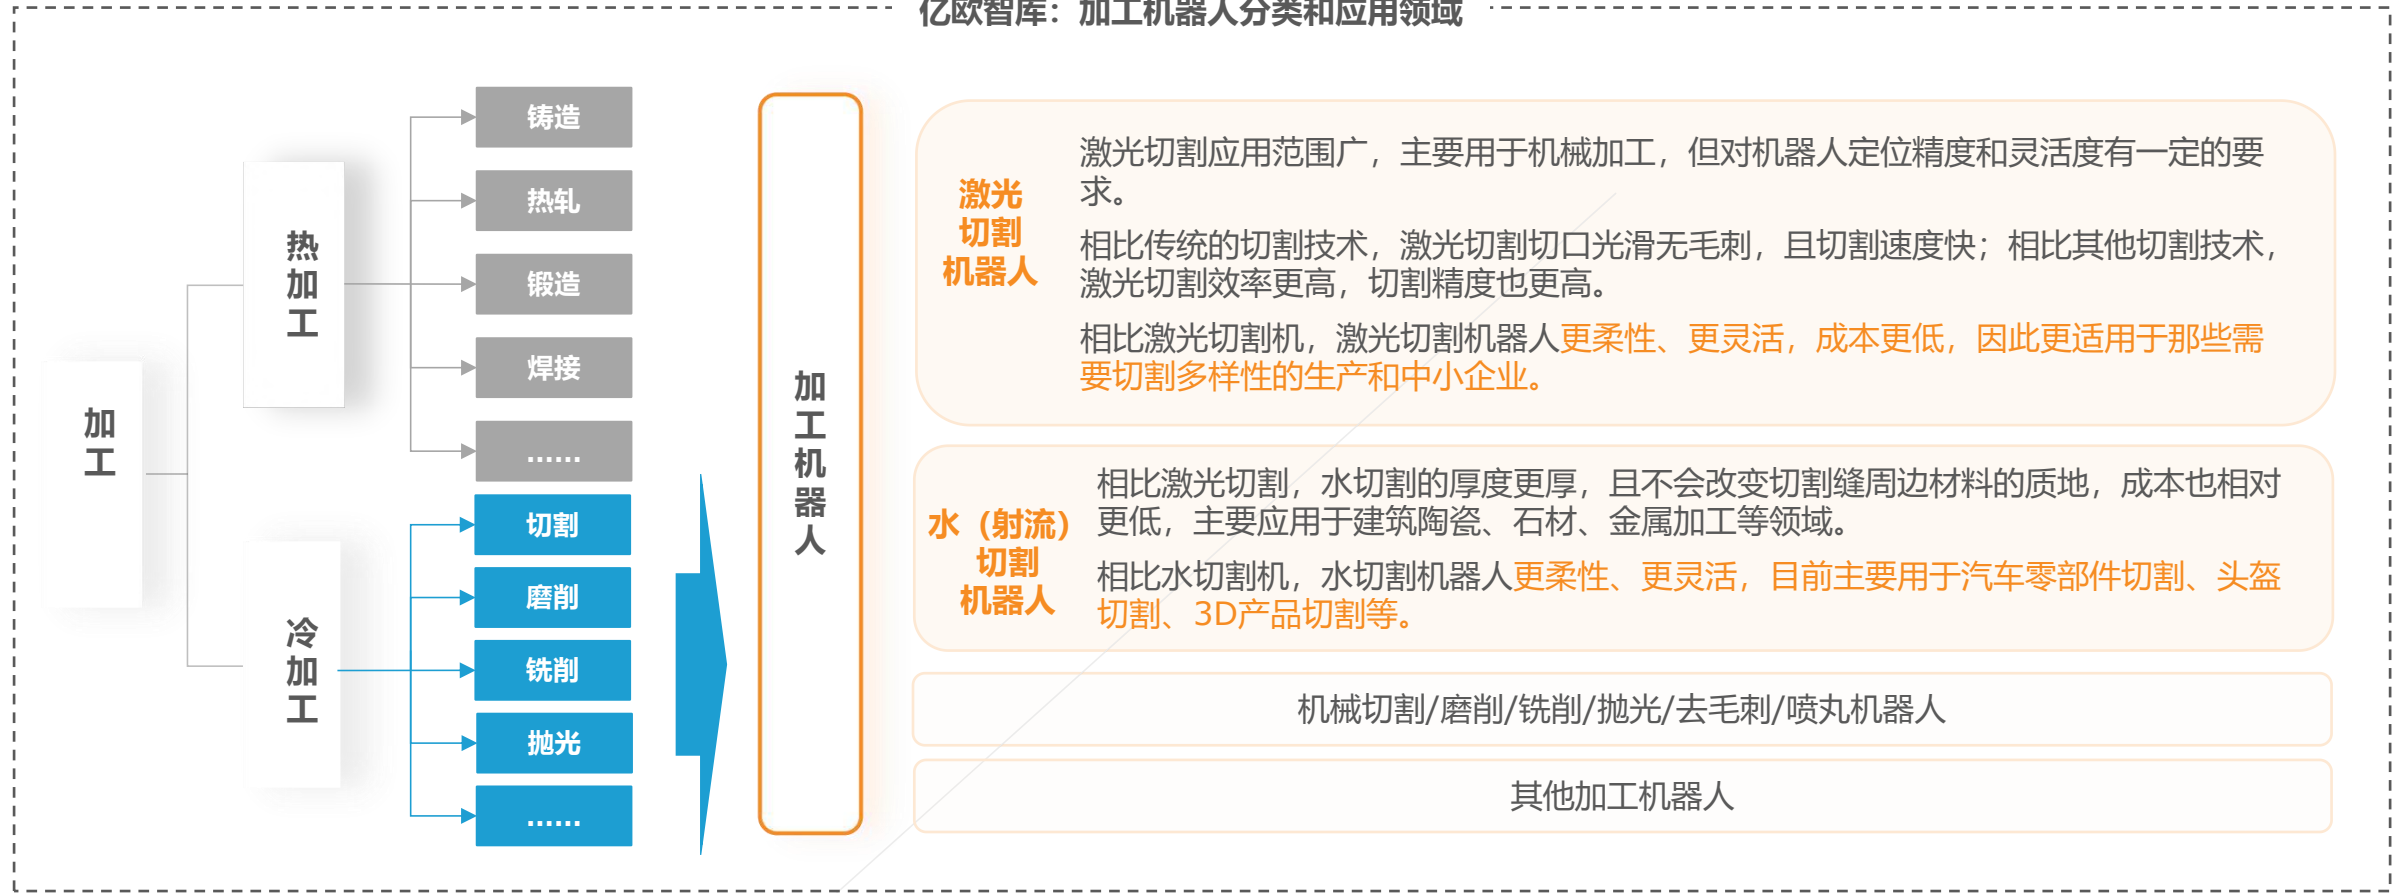 亿欧智库：加工机器人分类和应用领域
加工
热加工
铸造
热轧
锻造
焊接
......
冷加工
切割
磨削
铣削
抛光
......
加工机器人
激光
切割
机器人
激光切割应用范围广，主要用于机械加工，但对机器人定位精度和灵活度有一定的要
求。
相比传统的切割技术，激光切割切口光滑无毛刺，且切割速度快；相比其他切割技术，
激光切割效率更高，切割精度也更高。
相比激光切割机，激光切割机器人更柔性、更灵活，成本更低，因此更适用于那些需
要切割多样性的生产和中小企业。
水（射流）
切割
机器人
相比激光切割，水切割的厚度更厚，且不会改变切割缝周边材料的质地，成本也相对
更低，主要应用于建筑陶瓷、石材、金属加工等领域。
相比水切割机，水切割机器人更柔性、更灵活，目前主要用于汽车零部件切割、头盔
切割、3D产品切割等。
机械切割/磨削/铣削/抛光/去毛刺/喷丸机器人
其他加工机器人